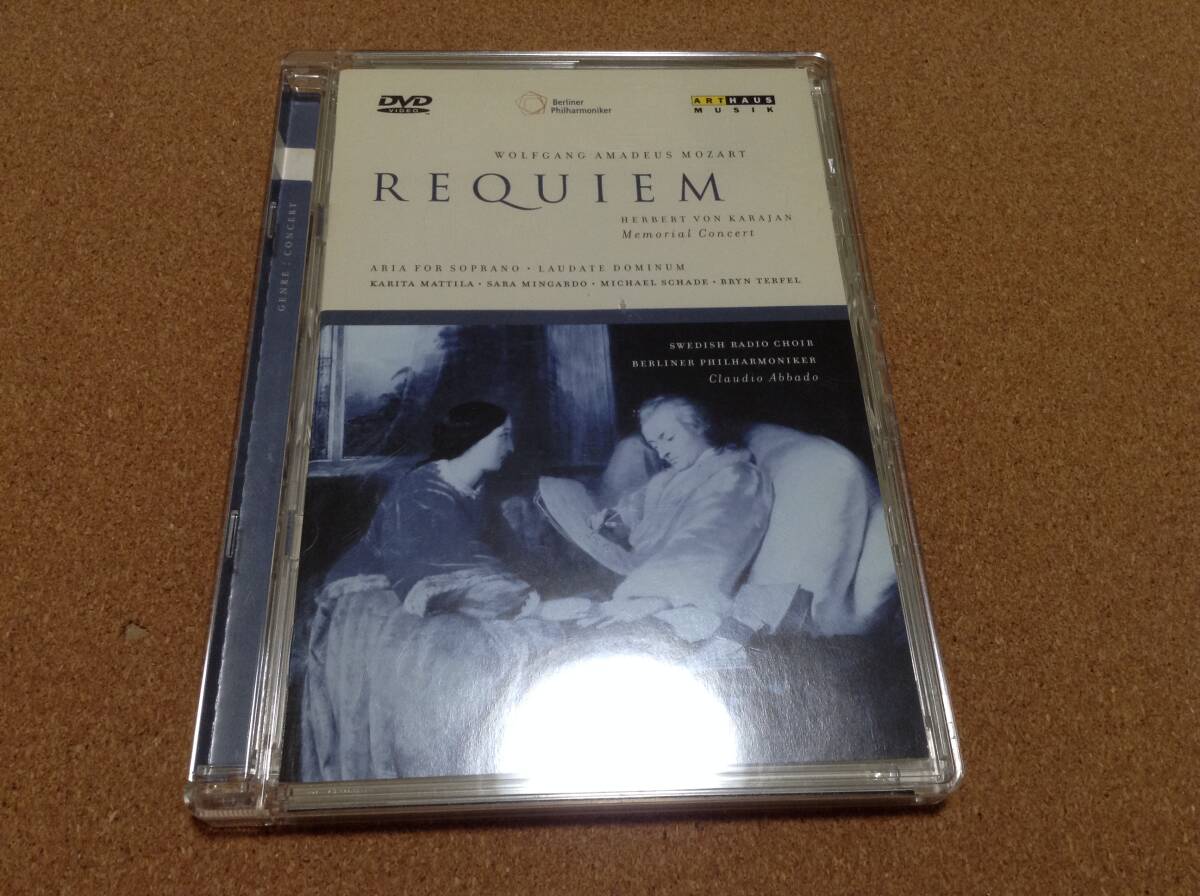 DVD
VIDEO
Berliner
Philharmoniker
ARTHAUS
MUSIK
WOLFGANG AMADEUS MOZART
REQUIEM
HERBERT VON KARAJAN
Memorial Concert
ARIA FOR SOPRANO · LAUDATE DOMINUM
KARITA MATTILA · SARA MINGARDO · MICHAEL SCHADE · BRYN TERFEL
SWEDISH RADIO CHOIR
BERLINER PHILHARMONIKER
Claudio Abbado
GENRE : CONCERT